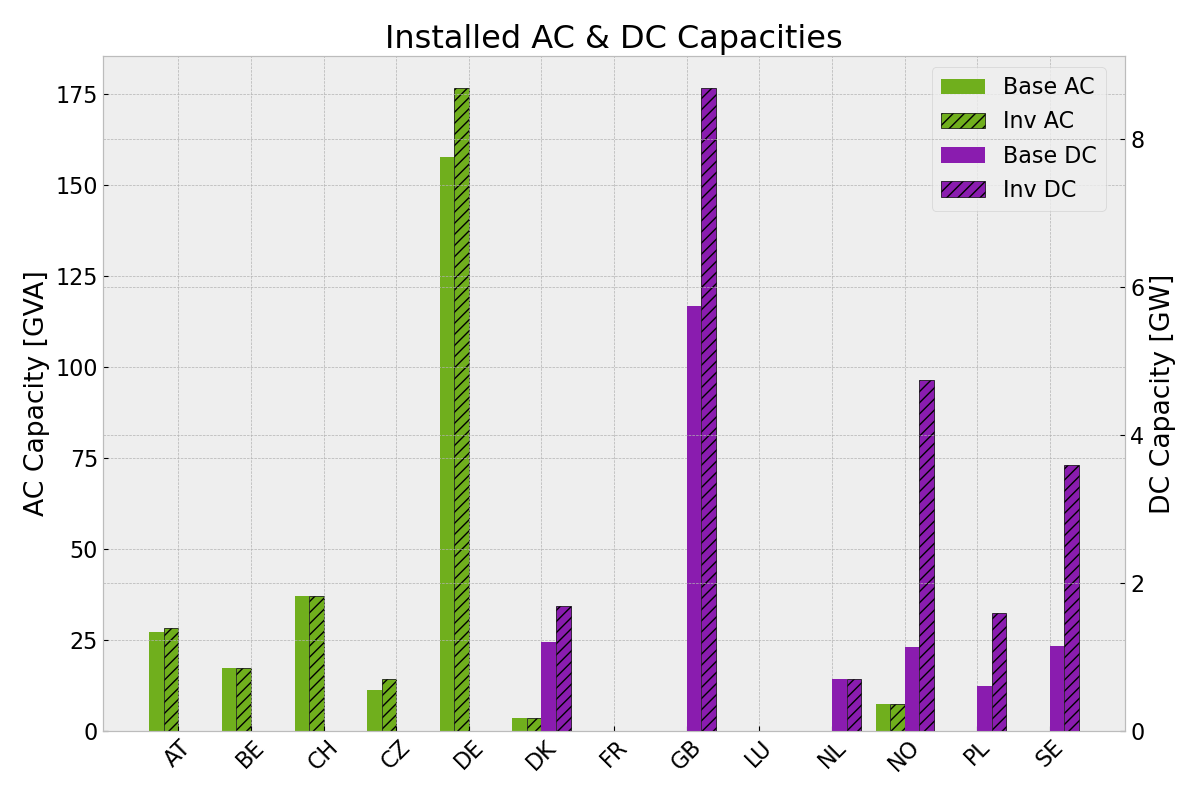 Installed AC & DC Capacities
AC Capacity [GVA]
175
150
125
100
75
50
25
0
8
6
4
2
0
DC Capacity [GW]
Base AC
Inv AC
Base DC
Inv DC
AT
BE
CH
CZ
DE
DK
FR
GB
LU
NL
NO
PL
SE